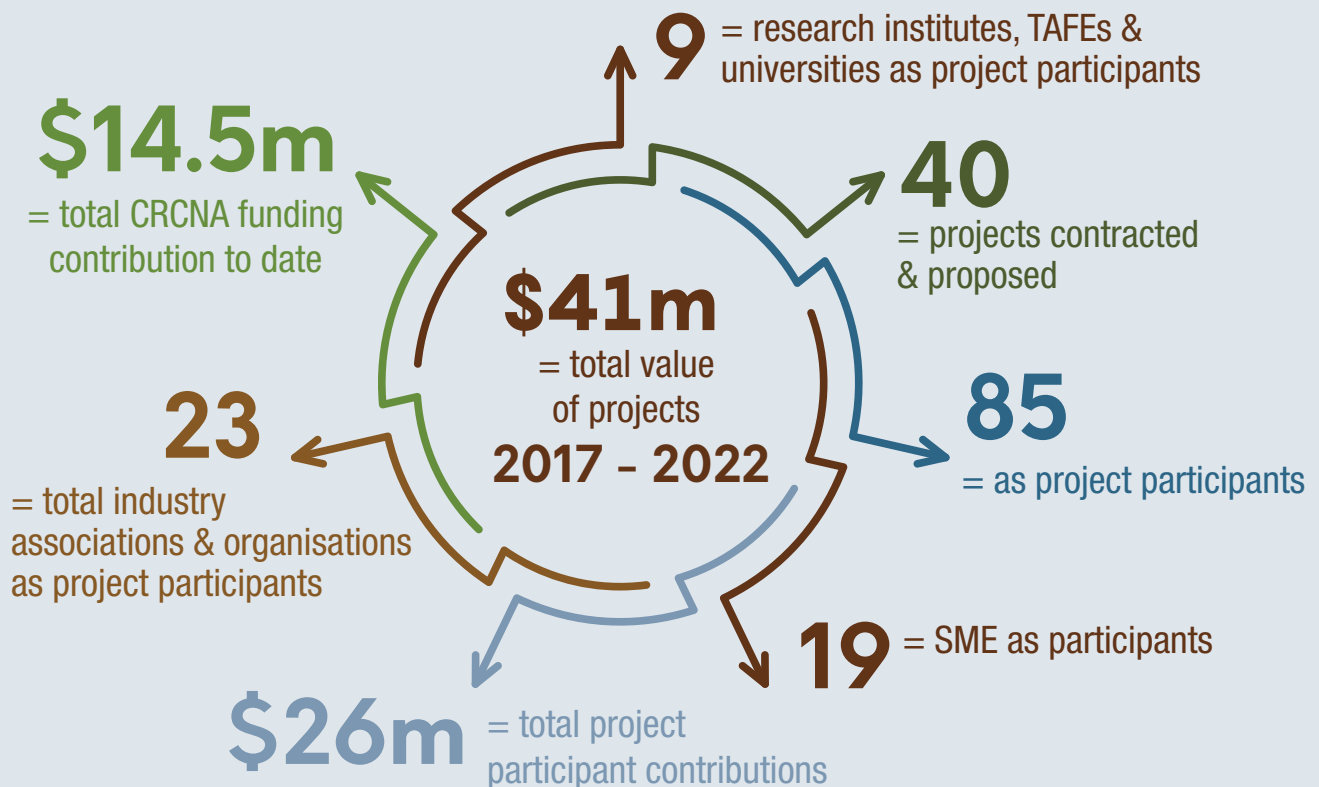 9 = research institutes, TAFEs &
universities as project participants
$14.5m
= total CRCNA funding
contribution to date
40
= projects contracted
& proposed
$41m
= total value
of projects
2017 – 2022
23
= total industry
associations & organisations
as project participants
85
= as project participants
19 = SME as participants
$26m = total project
participant contributions